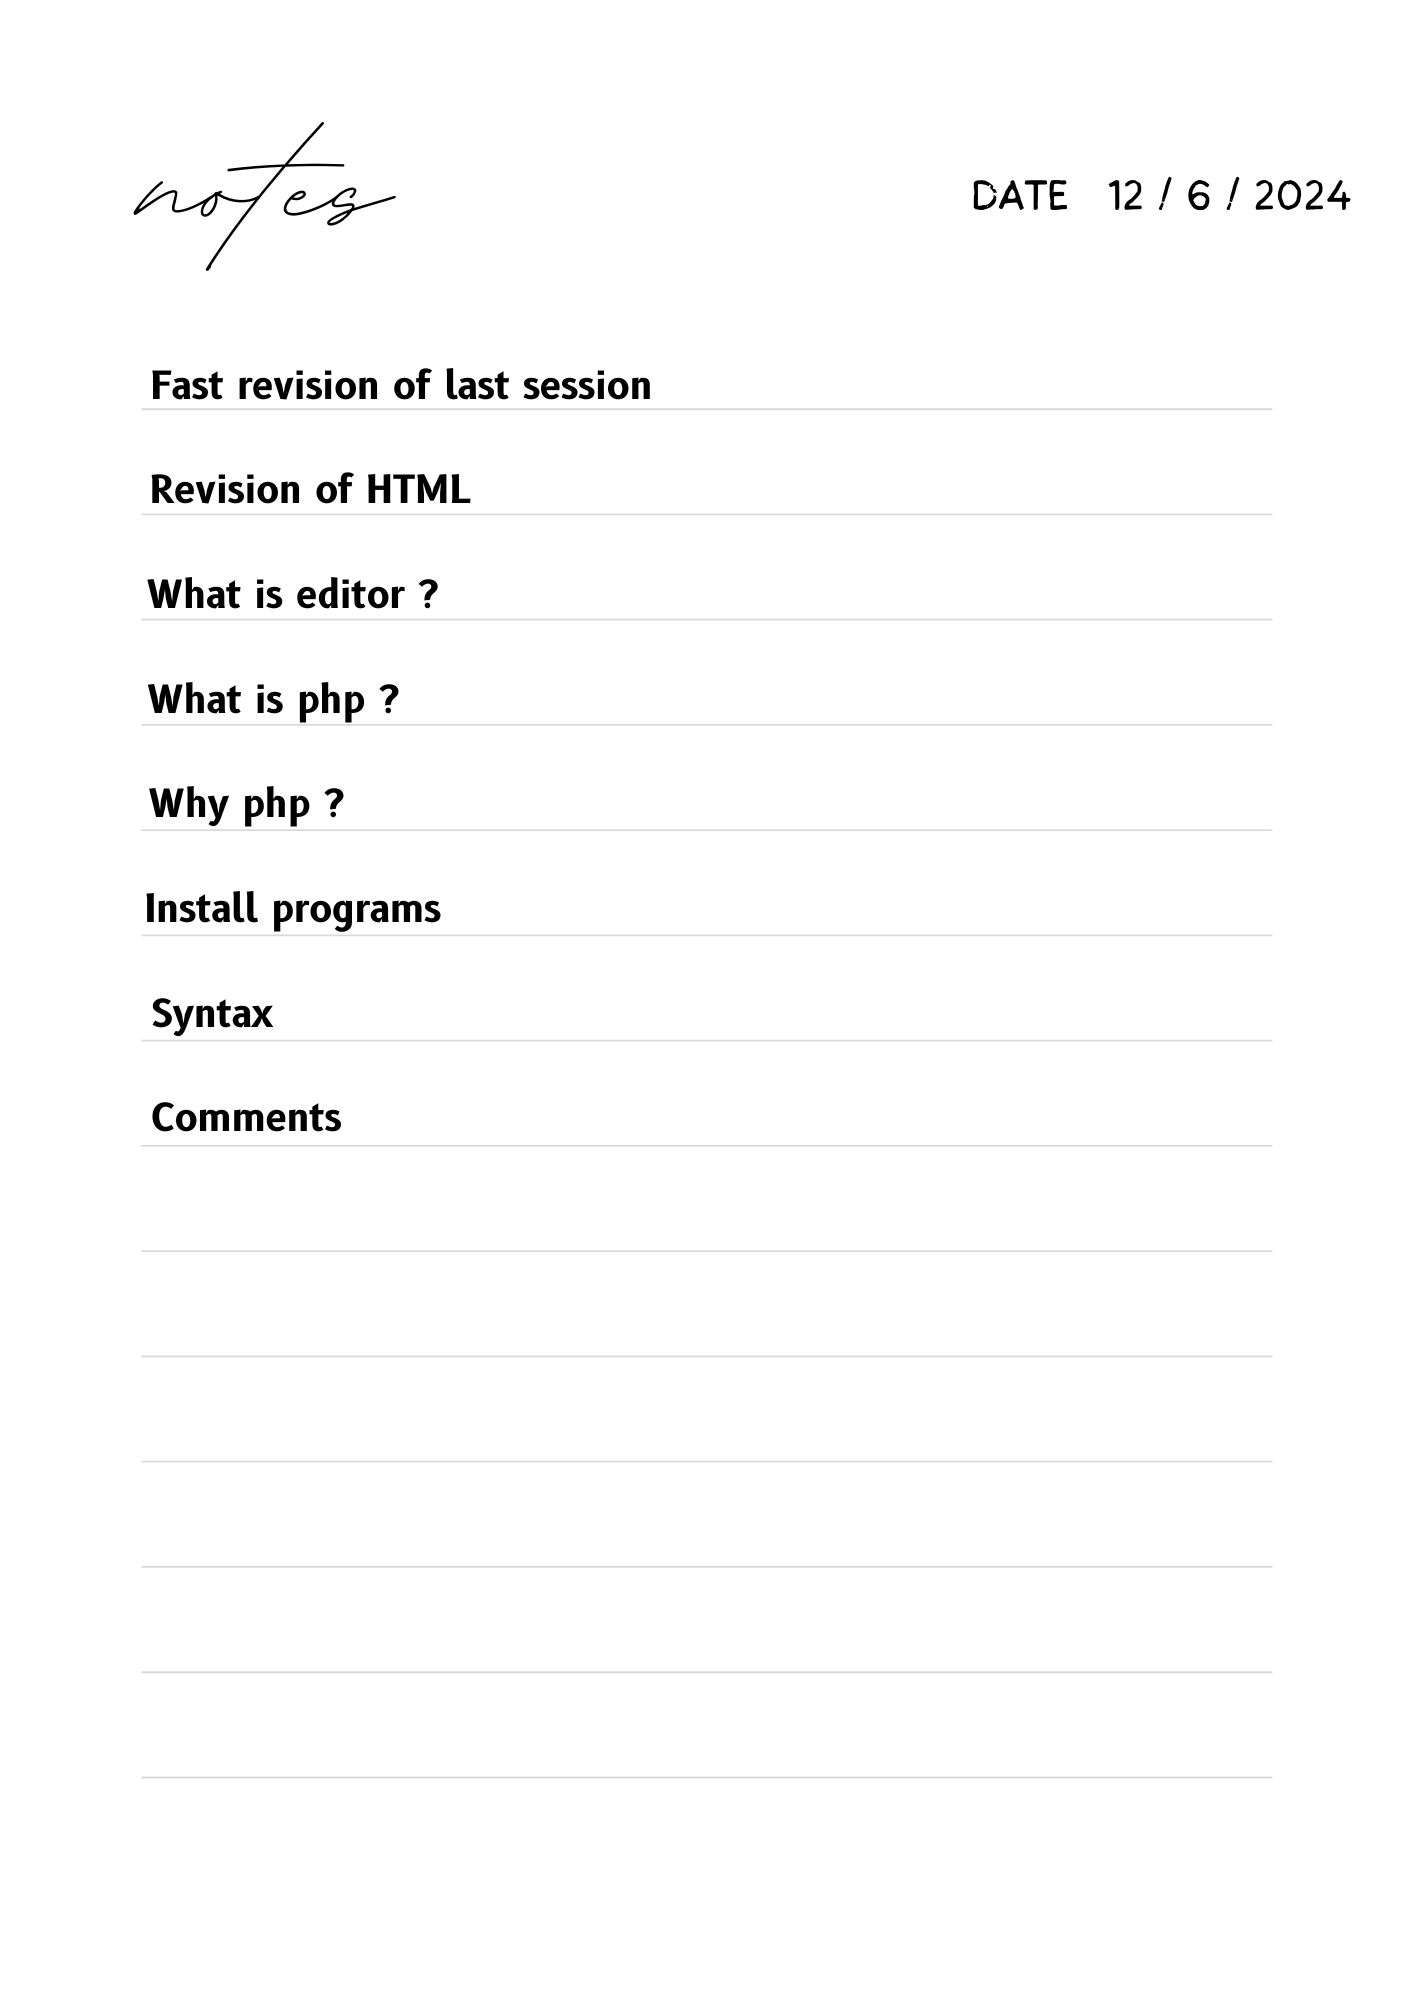 notes
DATE 12 / 6 / 2024
Fast revision of last session
Revision of HTML
What is editor ?
What is php ?
Why php ?
Install programs
Syntax
Comments